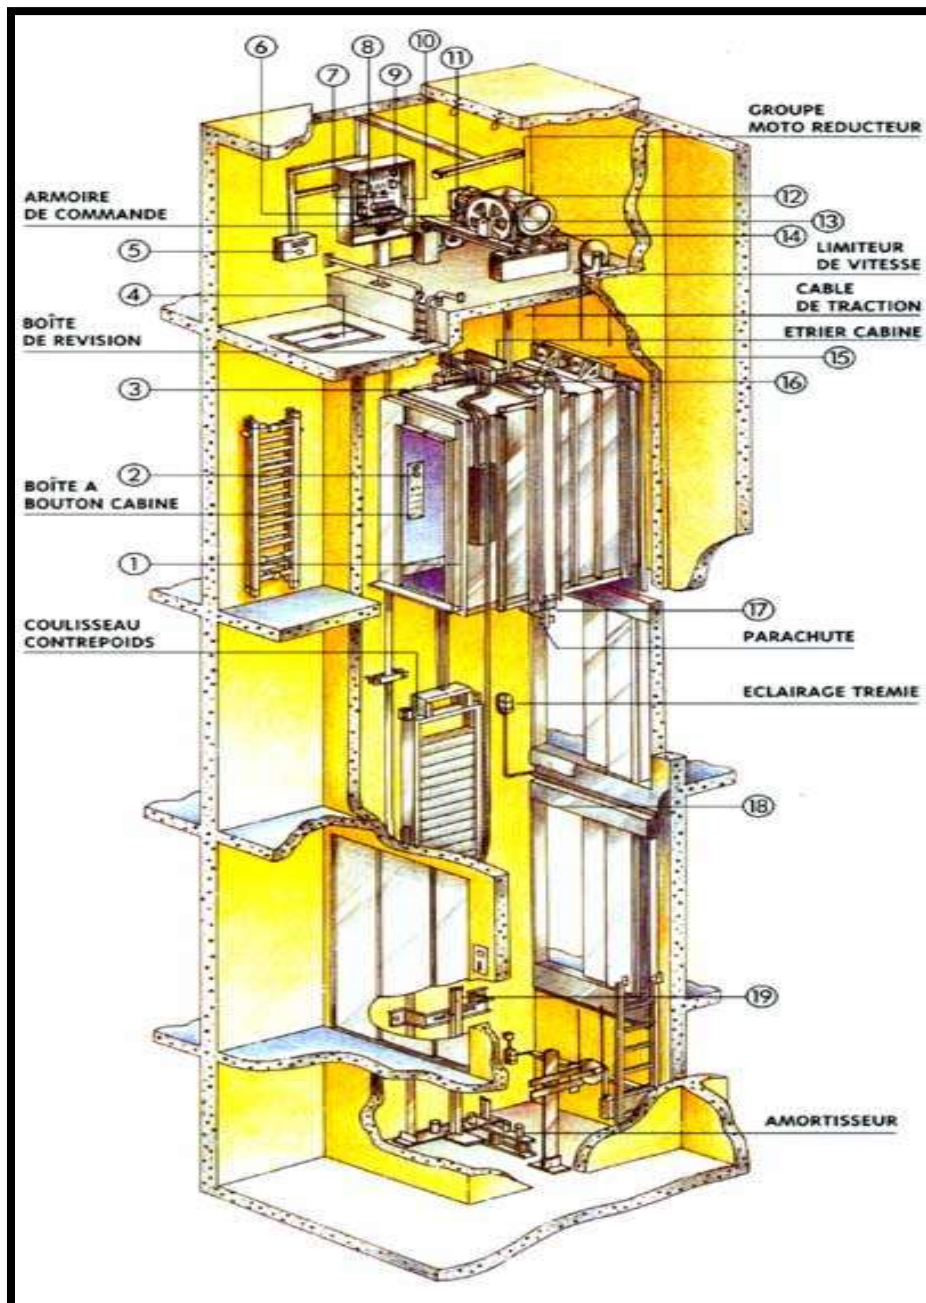 6
7
8
9
10
11
GROUPE
MOTO REDUCTEUR
ARMOIRE
DE COMMANDE
12
13
14
5
LIMITEUR
DE VITESSE
4
CABLE
DE TRACTION
BOÎTE
DE REVISION
ETRIER CABINE
15
3
16
2
BOÎTE A
BOUTON CABINE
1
17
COULISSEAU
CONTREPOIDS
PARACHUTE
ECLAIRAGE TREMIE
18
19
AMORTISSEUR